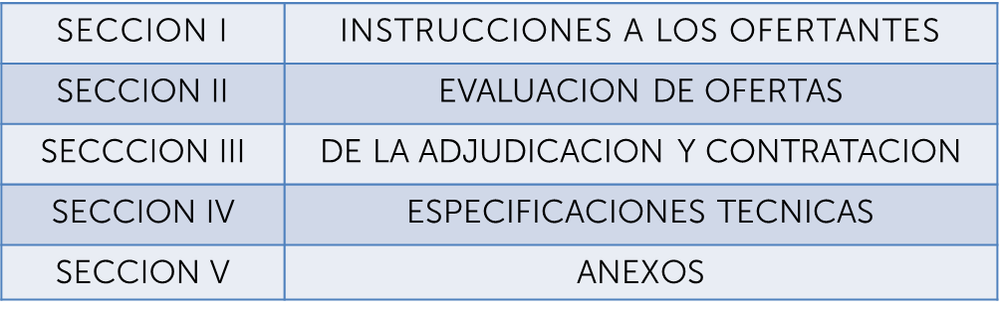 SECCION I INSTRUCCIONES A LOS OFERTANTES
SECCION II EVALUACION DE OFERTAS
SECCCION III DE LA ADJUDICACION Y CONTRATACION
SECCION IV ESPECIFICACIONES TECNICAS
SECCION V ANEXOS